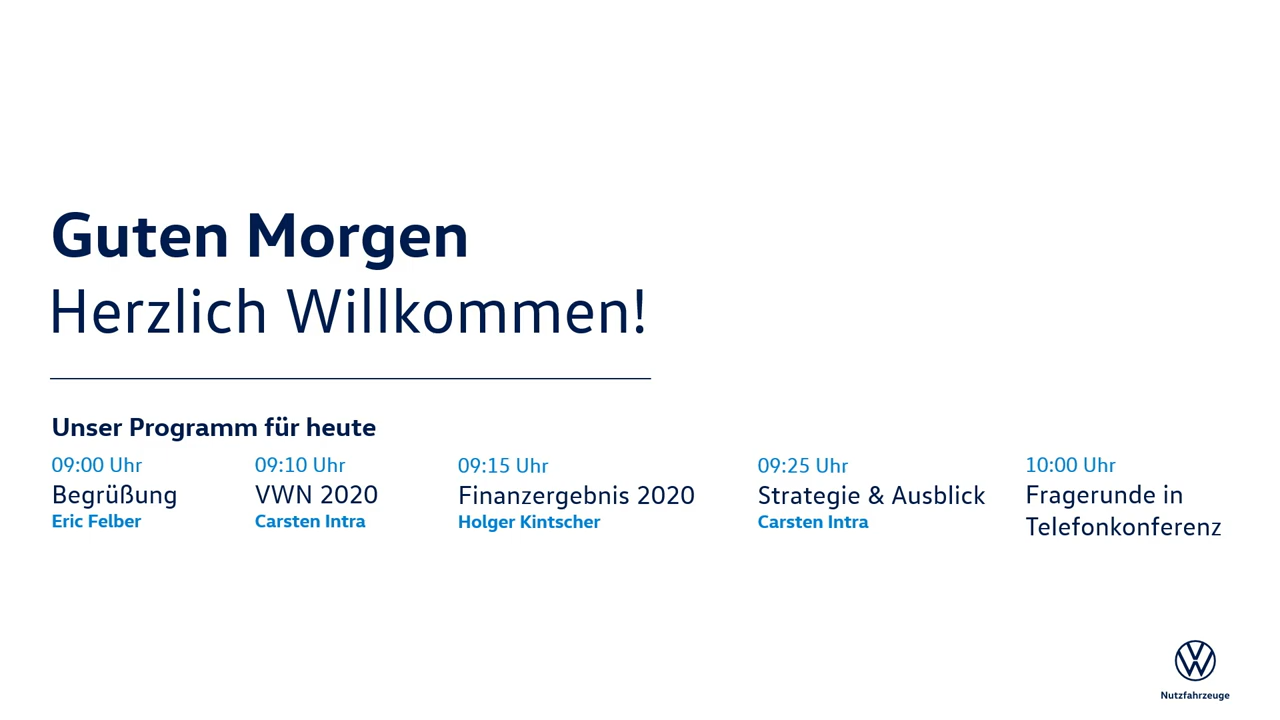 Guten Morgen
Herzlich Willkommen!
Unser Programm für heute
09:00 Uhr
Begrüßung
Eric Felber
09:10 Uhr
VWN 2020
Carsten Intra
09:15 Uhr
Finanzergebnis 2020
Holger Kintscher
09:25 Uhr
Strategie & Ausblick
Carsten Intra
10:00 Uhr
Fragerunde in
Telefonkonferenz
Nutzfahrzeuge